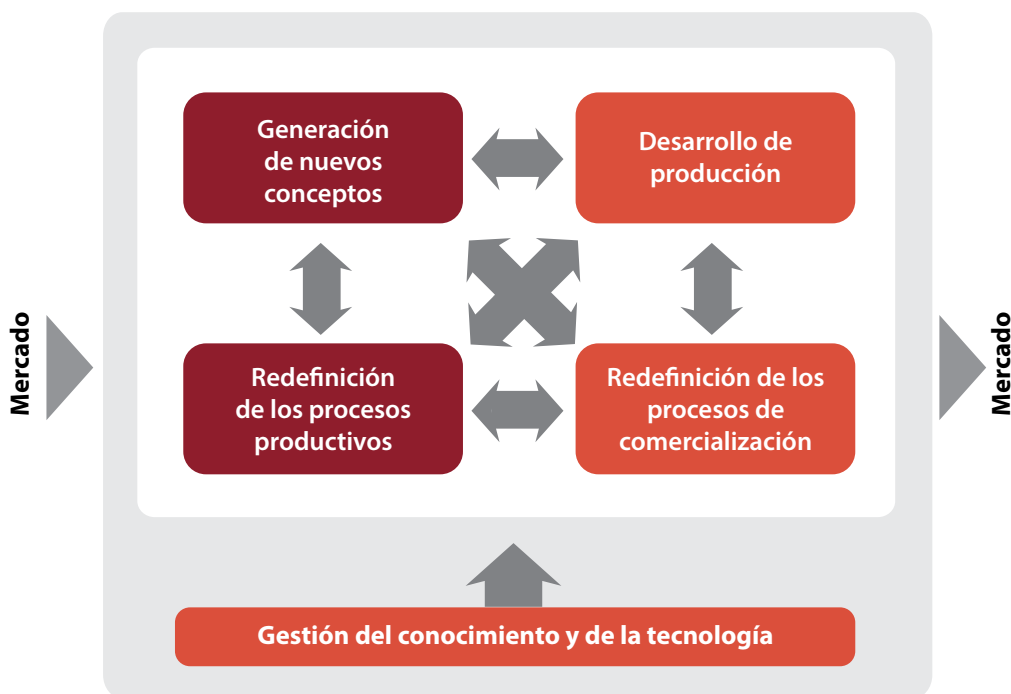 Generación
de nuevos
conceptos
Desarrollo de
producción
Mercado
Redefinición
de los procesos
productivos
Redefinición de los
procesos de
comercialización
Mercado
Gestión del conocimiento y de la tecnología